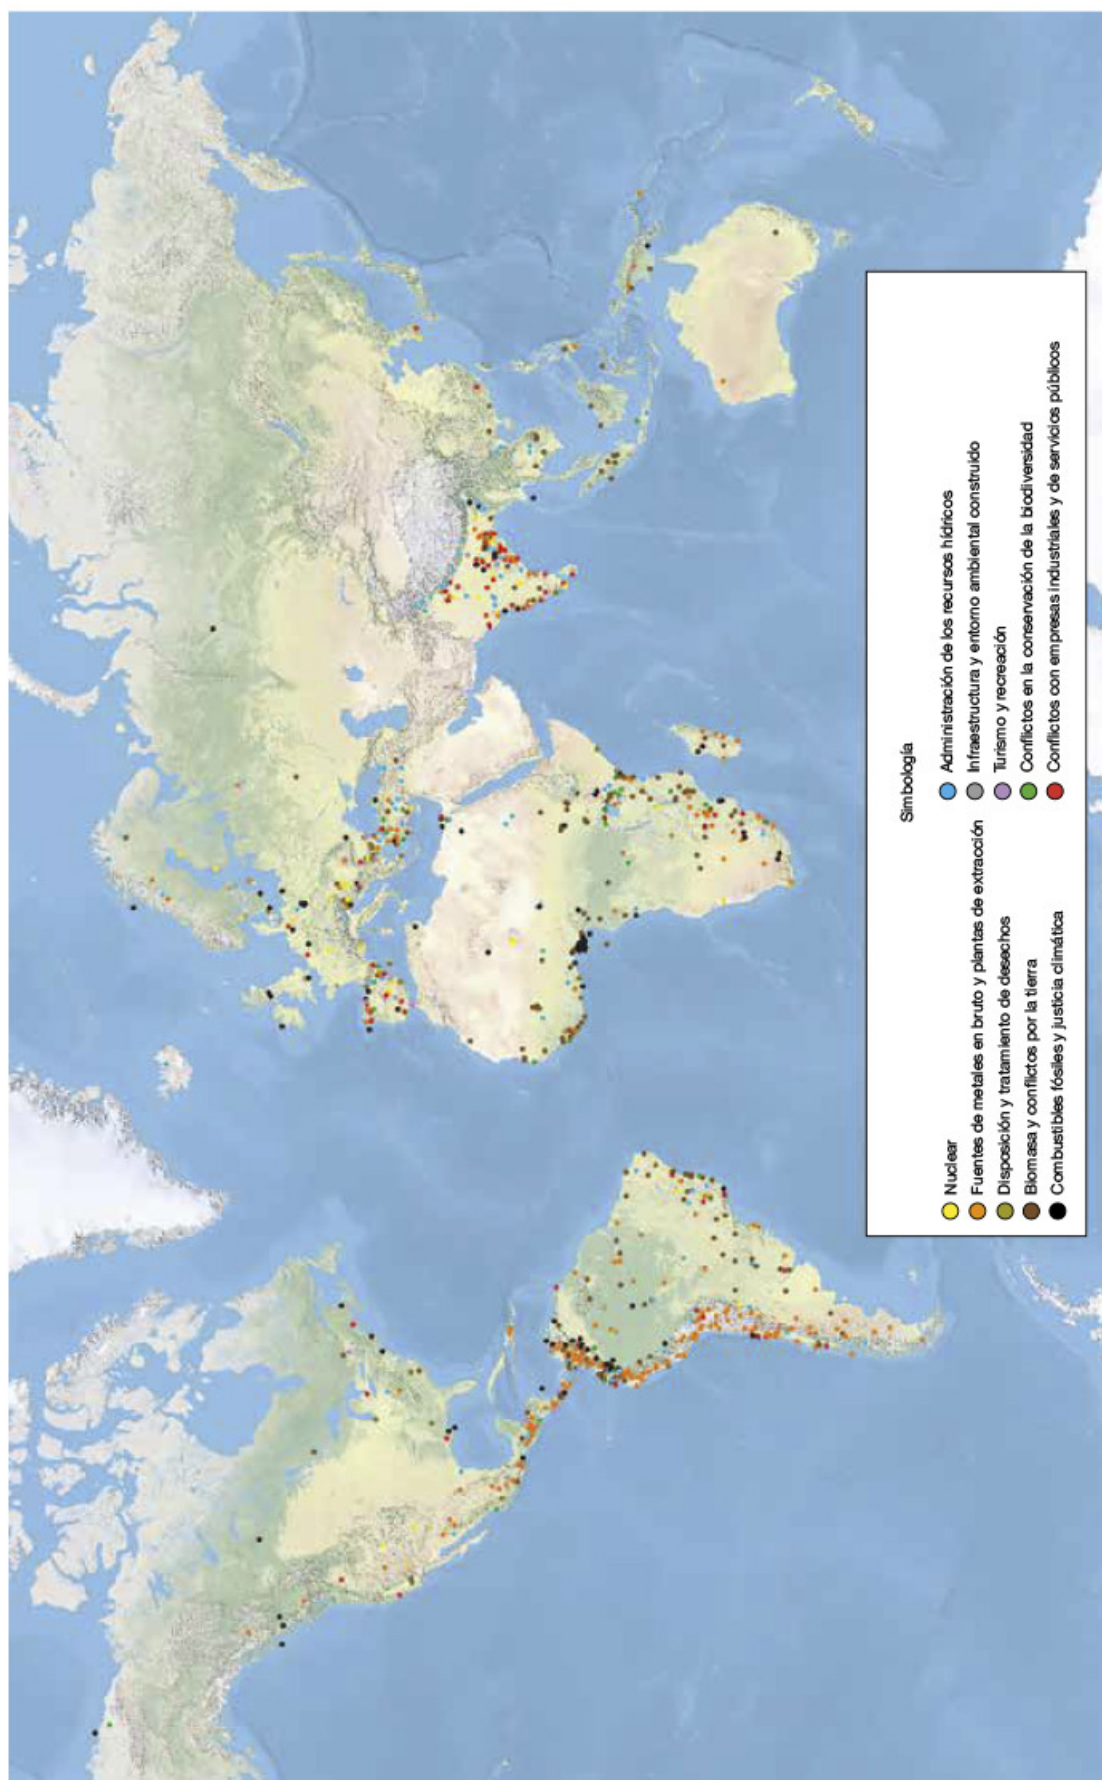 Simbología
Nuclear
Fuentes de metales en bruto y plantas de extracción
Disposición y tratamiento de desechos
Biomasa y conflictos por la tierra
Combustibles fósiles y justicia climática
Administración de los recursos hídricos
Infraestructura y entorno ambiental construido
Turismo y recreación
Conflictos en la conservación de la biodiversidad
Conflictos con empresas industriales y de servicios públicos